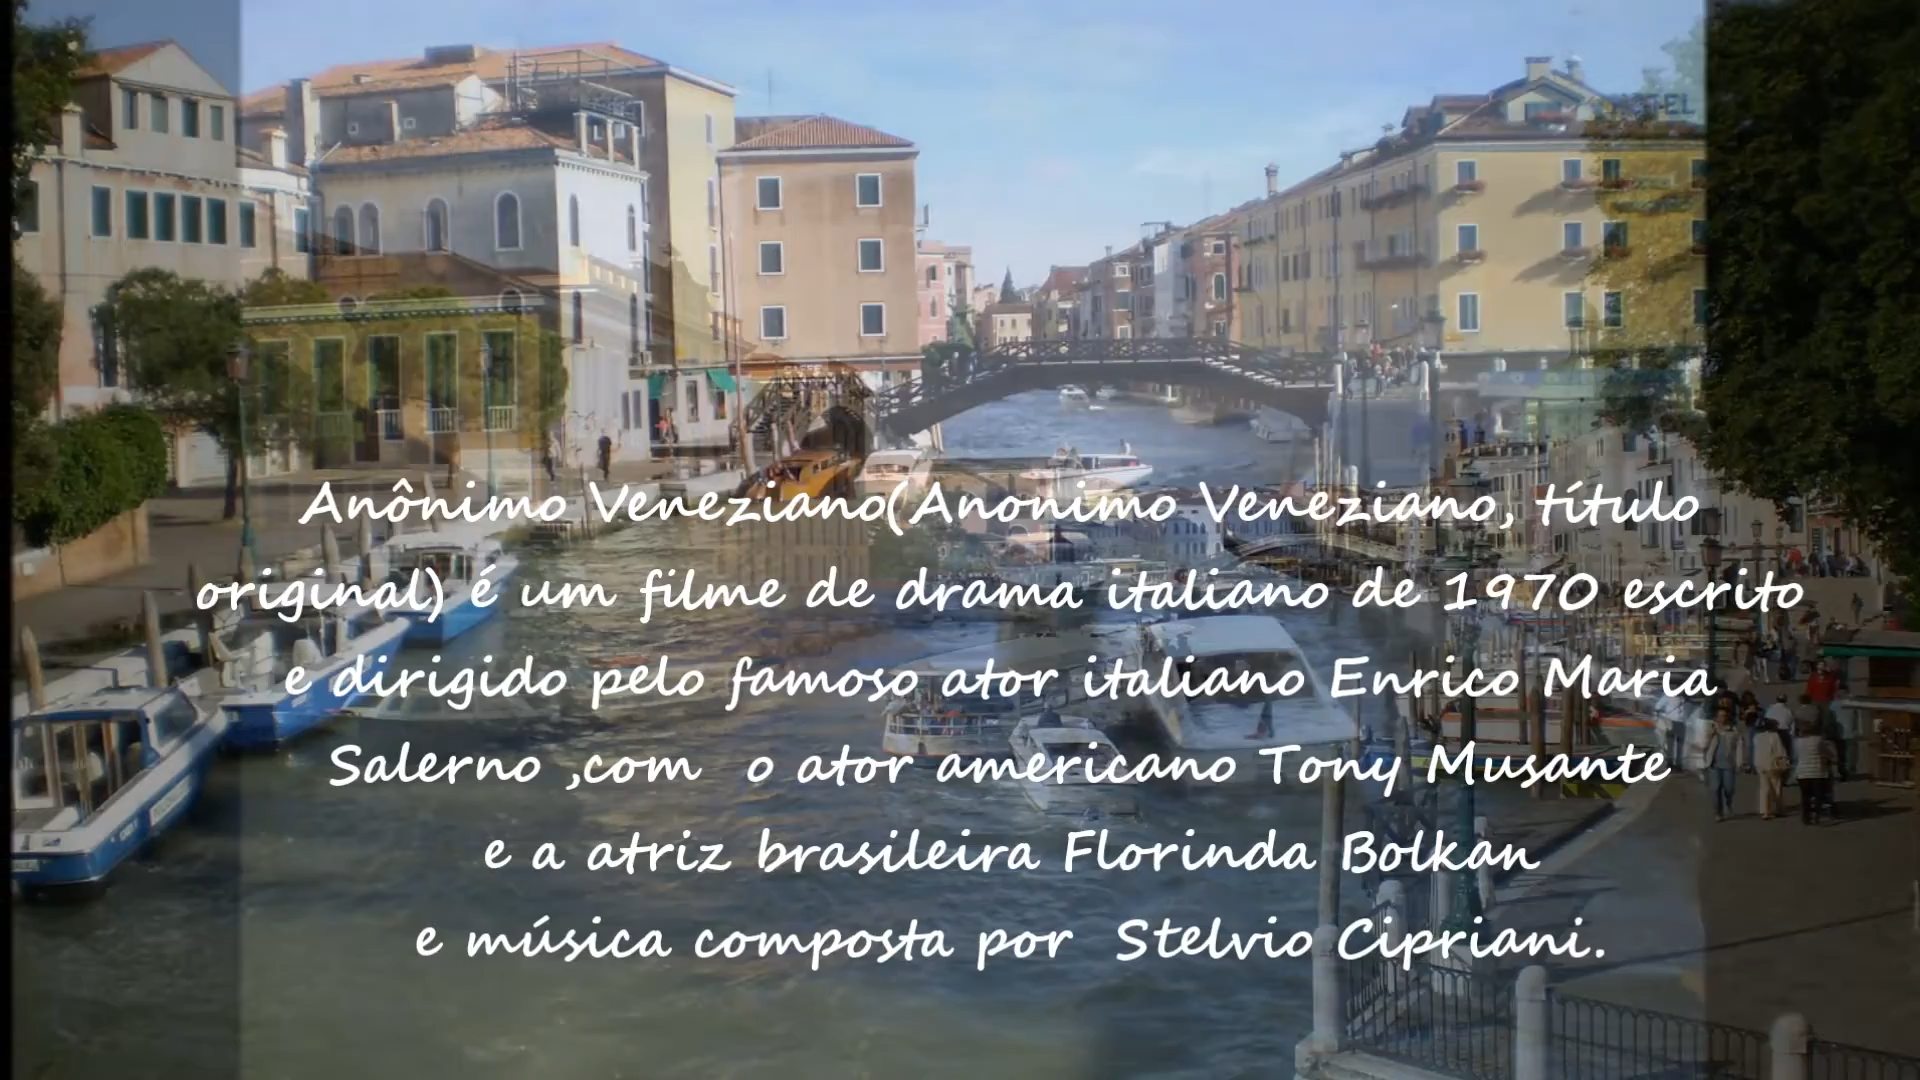 HOTEL
Anônimo Veneziano(Anonimo Veneziano, título
original) é um filme de drama italiano de 1970 escrito
e dirigido pelo famoso ator italiano Enrico Maria
Salerno ,com o ator americano Tony Musante
e a atriz brasileira Florinda Bolkan
e música composta por Stelvio Cipriani.